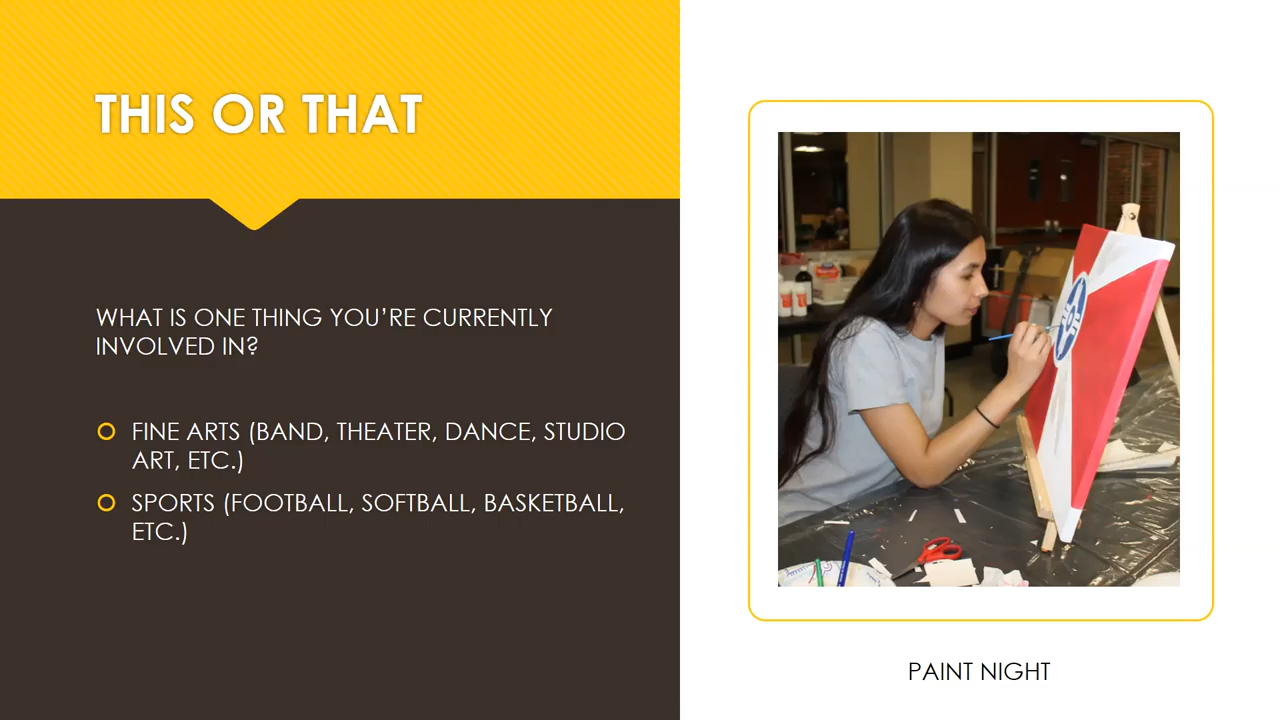 THIS OR THAT
WHAT IS ONE THING YOU’RE CURRENTLY
INVOLVED IN?
FINE ARTS (BAND, THEATER, DANCE, STUDIO
ART, ETC.)
SPORTS (FOOTBALL, SOFTBALL, BASKETBALL,
ETC.)
PAINT NIGHT